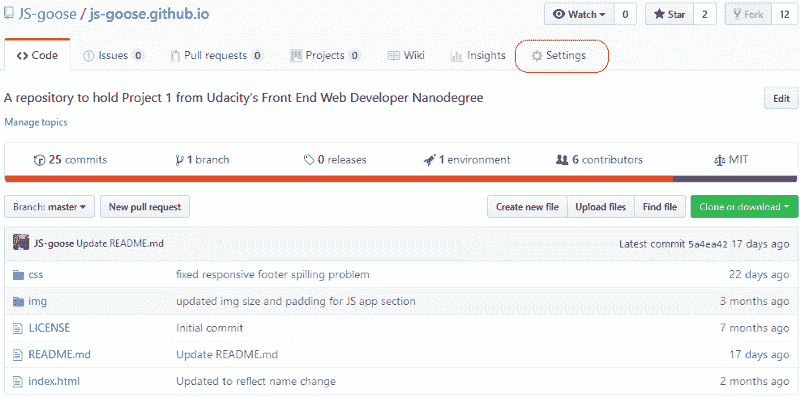 JS-goose / js-goose.github.io Watch 0 Star 2 Fork 12
Code Issues 0 Pull requests 0 Projects 0 Wiki Insights Settings
A repository to hold Project 1 from Udacity's Front End Web Developer Nanodegree Edit
Manage topics
25 commits 1 branch 0 releases 1 environment 6 contributors MIT
Branch: master New pull request Create new file Upload files Find file Clone or download
JS-goose Update README.md Latest commit 5a4ea42 17 days ago
css fixed responsive footer spilling problem 22 days ago
img updated img size and padding for JS app section 3 months ago
LICENSE Initial commit 7 months ago
README.md Update README.md 17 days ago
index.html Updated to reflect name change 2 months ago